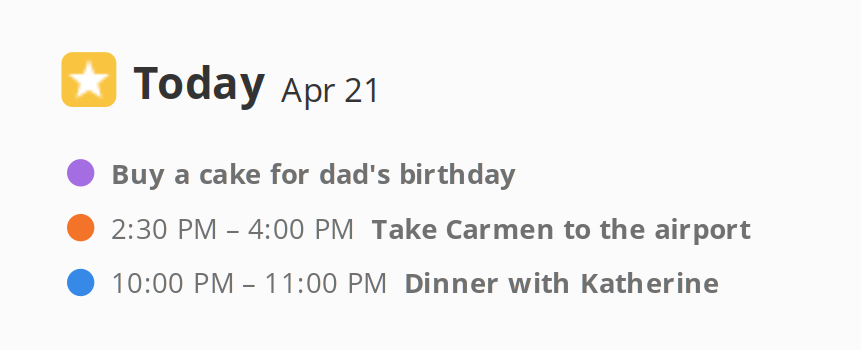 Today Apr 21
Buy a cake for dad's birthday
2:30 PM – 4:00 PM Take Carmen to the airport
10:00 PM – 11:00 PM Dinner with Katherine